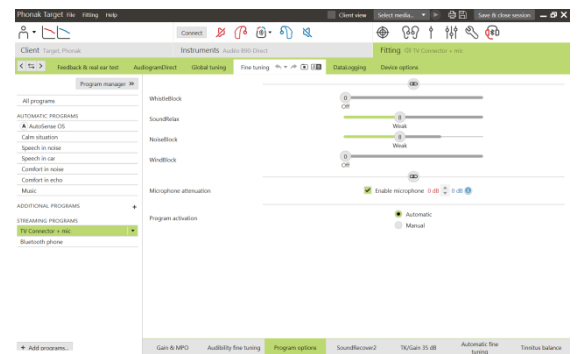 Phonak Target File Fitting Help
Client view Select media... Save & close session
Connect
Client Target, Phonak Instruments Audéo B90-Direct Fitting TV Connector + mic
Feedback & real ear test AudiogramDirect Global tuning Fine tuning DataLogging Device options
Program manager
All programs
AUTOMATIC PROGRAMS
A AutoSense OS
Calm situation
Speech in noise
Speech in car
Comfort in noise
Comfort in echo
Music
ADDITIONAL PROGRAMS +
STREAMING PROGRAMS
TV Connector + mic
Bluetooth phone
+ Add programs...
WhistleBlock 0
Off
SoundRelax 8
Weak
NoiseBlock 8
Weak
WindBlock 0
Off
Microphone attenuation Enable microphone 0 dB 0 dB
Program activation Automatic
Manual
Gain & MPO Audibility fine tuning Program options SoundRecover2 TK/Gain 35 dB Automatic fine tuning Tinnitus balance